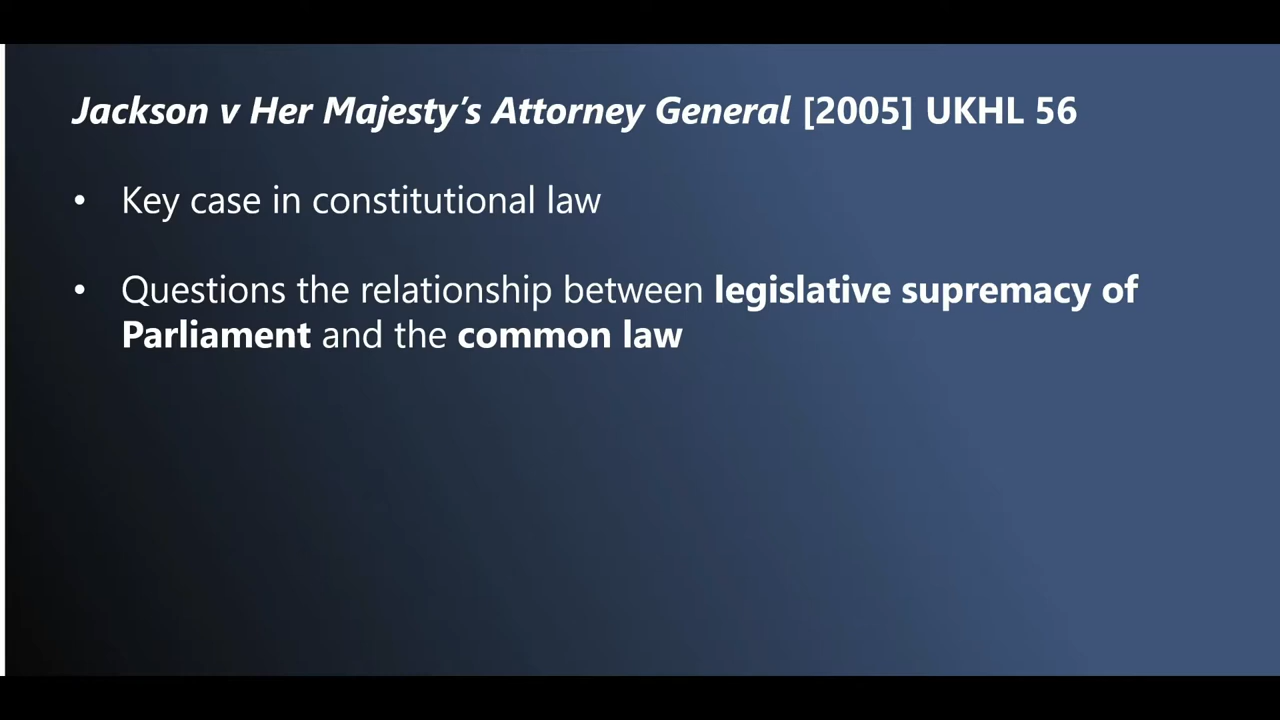 Jackson v Her Majesty’s Attorney General [2005] UKHL 56
• Key case in constitutional law
• Questions the relationship between legislative supremacy of
Parliament and the common law